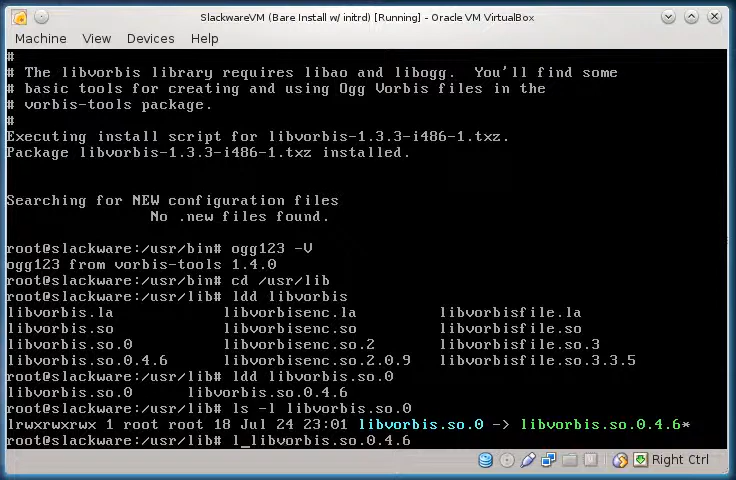 SlackwareVM (Bare Install w/ initrd) [Running] - Oracle VM VirtualBox
Machine View Devices Help
#
# The libvorbis library requires libao and libogg.  You'll find some
# basic tools for creating and using Ogg Vorbis files in the
# vorbis-tools package.
#
Executing install script for libvorbis-1.3.3-i486-1.txz.
Package libvorbis-1.3.3-i486-1.txz installed.
Searching for NEW configuration files
No .new files found.
root@slackware:/usr/bin# ogg123 -V
ogg123 from vorbis-tools 1.4.0
root@slackware:/usr/bin# cd /usr/lib
root@slackware:/usr/lib# ldd libvorbis
libvorbis.la libvorbisenc.la libvorbisfile.la
libvorbis.so libvorbisenc.so libvorbisfile.so
libvorbis.so.0 libvorbisenc.so.2 libvorbisfile.so.3
libvorbis.so.0.4.6 libvorbisenc.so.2.0.9 libvorbisfile.so.3.3.5
root@slackware:/usr/lib# ldd libvorbis.so.0
libvorbis.so.0 libvorbis.so.0.4.6
root@slackware:/usr/lib# ls -l libvorbis.so.0
lrwxrwxrwx 1 root root 18 Jul 24 23:01 libvorbis.so.0 -> libvorbis.so.0.4.6*
root@slackware:/usr/lib# l_libvorbis.so.0.4.6
Right Ctrl